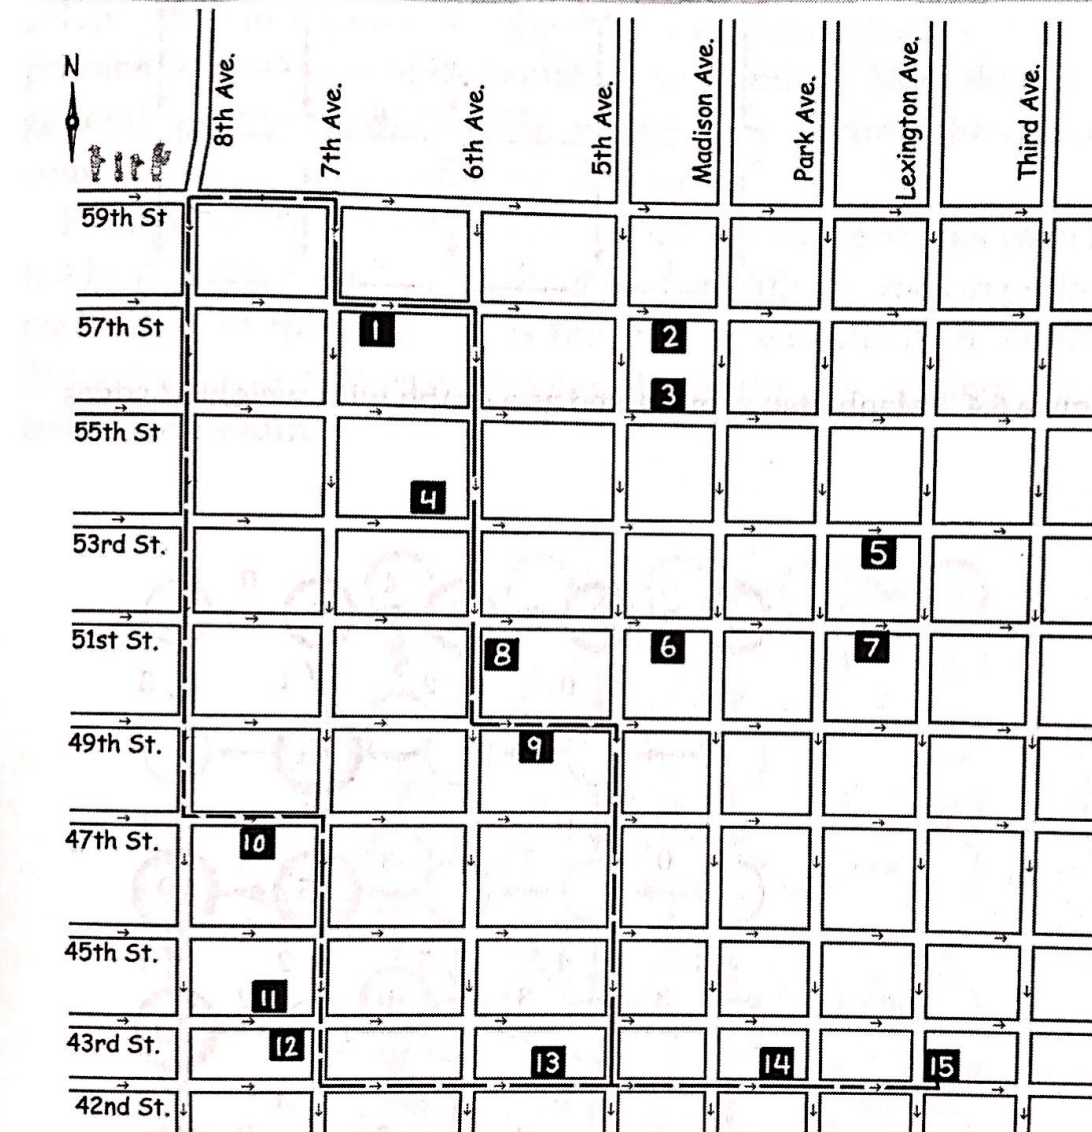 N
8th Ave.
7th Ave.
6th Ave.
5th Ave.
Madison Ave.
Park Ave.
Lexington Ave.
Third Ave.
59th St
57th St
1
2
3
55th St
4
53rd St.
5
51st St.
8
6
7
49th St.
9
47th St.
10
45th St.
11
43rd St.
12
13
14
15
42nd St.